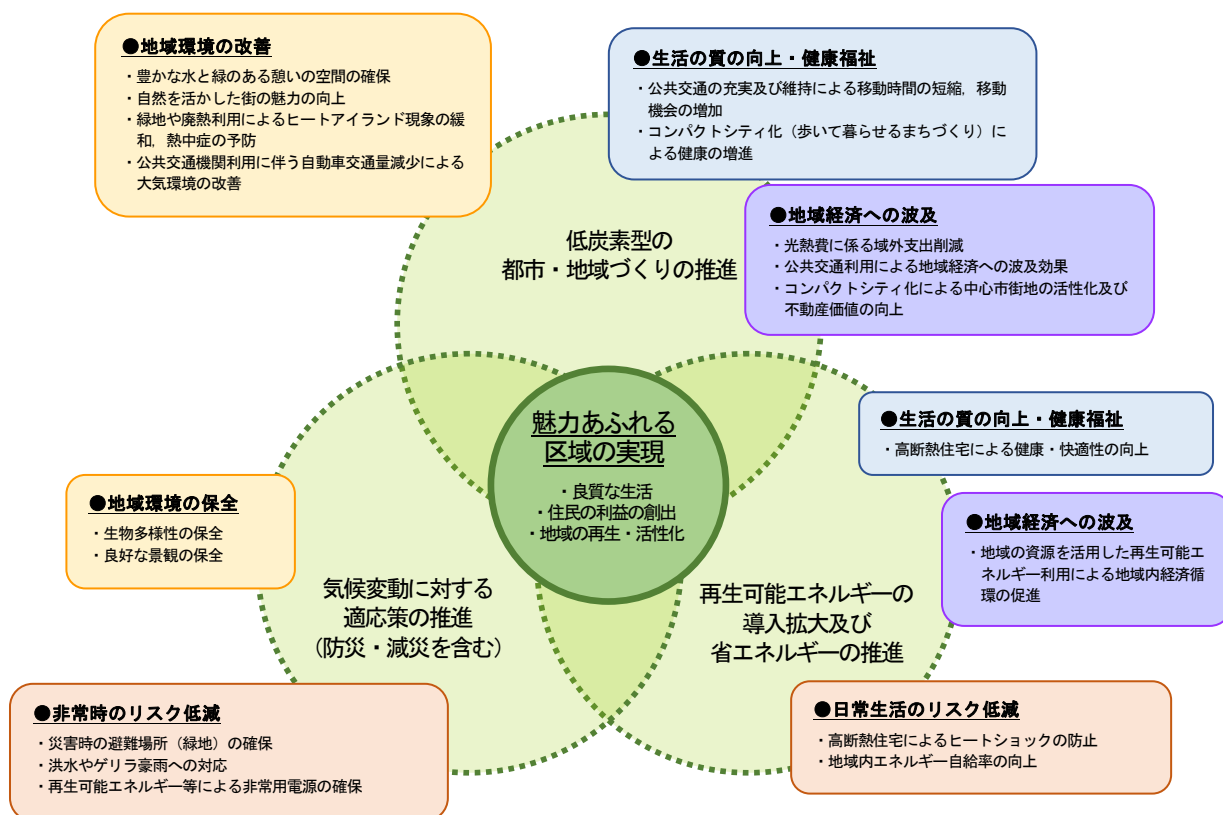 ●地域環境の改善
・豊かな水と緑のある憩いの空間の確保
・自然を活かした街の魅力の向上
・緑地や廃熱利用によるヒートアイランド現象の緩
和，熱中症の予防
・公共交通機関利用に伴う自動車交通量減少による
大気環境の改善
●生活の質の向上・健康福祉
・公共交通の充実及び維持による移動時間の短縮，移動
機会の増加
・コンパクトシティ化（歩いて暮らせるまちづくり）に
よる健康の増進
●地域経済への波及
・光熱費に係る域外支出削減
・公共交通利用による地域経済への波及効果
・コンパクトシティ化による中心市街地の活性化及び
不動産価値の向上
低炭素型の
都市・地域づくりの推進
魅力あふれる
区域の実現
・良質な生活
・住民の利益の創出
・地域の再生・活性化
●生活の質の向上・健康福祉
・高断熱住宅による健康・快適性の向上
●地域環境の保全
・生物多様性の保全
・良好な景観の保全
●地域経済への波及
・地域の資源を活用した再生可能エ
ネルギー利用による地域内経済循
環の促進
気候変動に対する
適応策の推進
（防災・減災を含む）
再生可能エネルギーの
導入拡大及び
省エネルギーの推進
●非常時のリスク低減
・災害時の避難場所（緑地）の確保
・洪水やゲリラ豪雨への対応
・再生可能エネルギー等による非常用電源の確保
●日常生活のリスク低減
・高断熱住宅によるヒートショックの防止
・地域内エネルギー自給率の向上